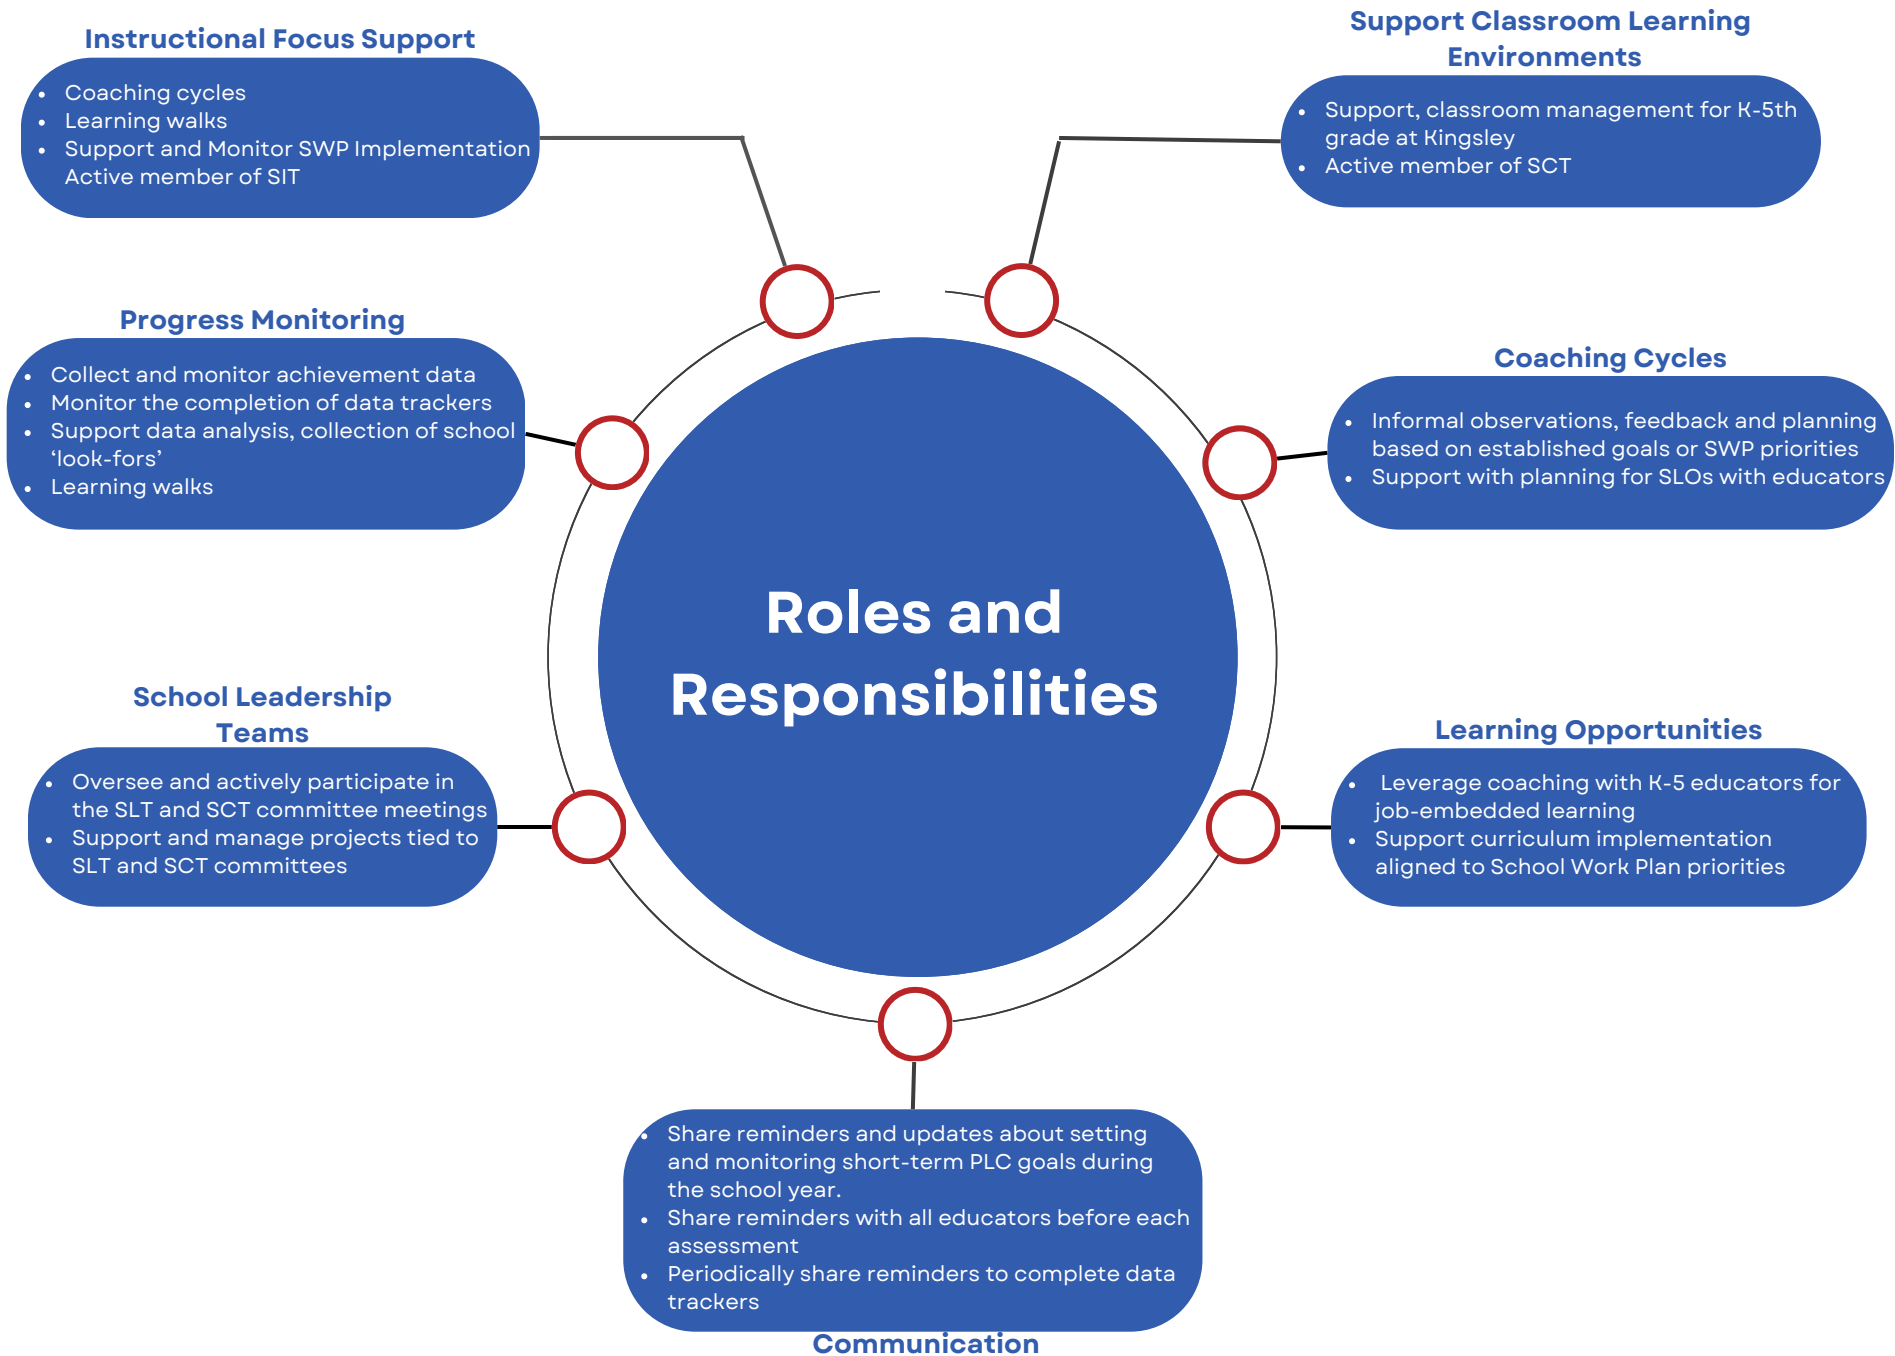 Instructional Focus Support
• Coaching cycles
• Learning walks
• Support and Monitor SWP Implementation
Active member of SIT
Support Classroom Learning
Environments
• Support, classroom management for K-5th
grade at Kingsley
• Active member of SCT
Progress Monitoring
• Collect and monitor achievement data
• Monitor the completion of data trackers
• Support data analysis, collection of school
‘look-fors’
• Learning walks
Coaching Cycles
• Informal observations, feedback and planning
based on established goals or SWP priorities
• Support with planning for SLOs with educators
Roles and
Responsibilities
School Leadership
Teams
• Oversee and actively participate in
the SLT and SCT committee meetings
• Support and manage projects tied to
SLT and SCT committees
Learning Opportunities
• Leverage coaching with K-5 educators for
job-embedded learning
• Support curriculum implementation
aligned to School Work Plan priorities
• Share reminders and updates about setting
and monitoring short-term PLC goals during
the school year.
• Share reminders with all educators before each
assessment
• Periodically share reminders to complete data
trackers
Communication